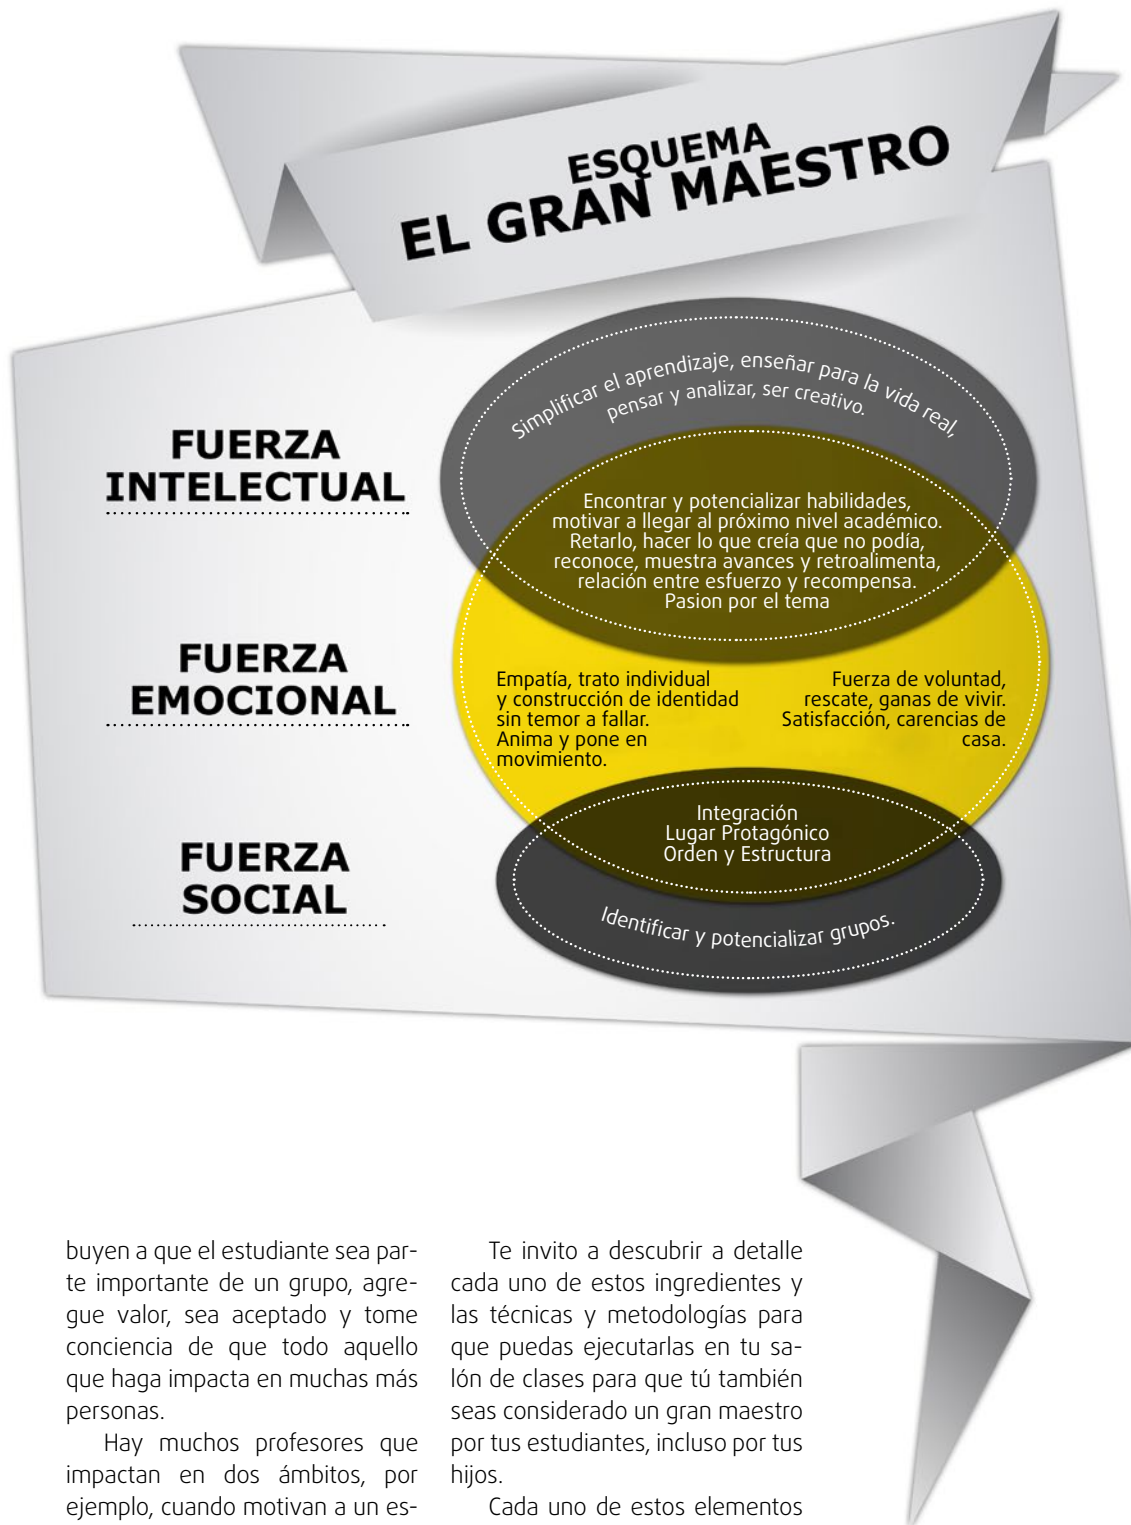 ESQUEMA
EL GRAN MAESTRO
FUERZA
INTELECTUAL
Simplificar el aprendizaje, enseñar para la vida real,
pensar y analizar, ser creativo.
Encontrar y potencializar habilidades,
motivar a llegar al próximo nivel académico.
Retarlo, hacer lo que creía que no podía,
reconoce, muestra avances y retroalimenta,
relación entre esfuerzo y recompensa.
Pasion por el tema
FUERZA
EMOCIONAL
Empatía, trato individual
y construcción de identidad
sin temor a fallar.
Anima y pone en
movimiento.
Fuerza de voluntad,
rescate, ganas de vivir.
Satisfacción, carencias de
casa.
FUERZA
SOCIAL
Integración
Lugar Protagónico
Orden y Estructura
Identificar y potencializar grupos.
buyen a que el estudiante sea par-
te importante de un grupo, agre-
gue valor, sea aceptado y tome
conciencia de que todo aquello
que haga impacta en muchas más
personas.
Hay muchos profesores que
impactan en dos ámbitos, por
ejemplo, cuando motivan a un es-
Te invito a descubrir a detalle
cada uno de estos ingredientes y
las técnicas y metodologías para
que puedas ejecutarlas en tu sa-
lón de clases para que tú también
seas considerado un gran maestro
por tus estudiantes, incluso por tus
hijos.
Cada uno de estos elementos